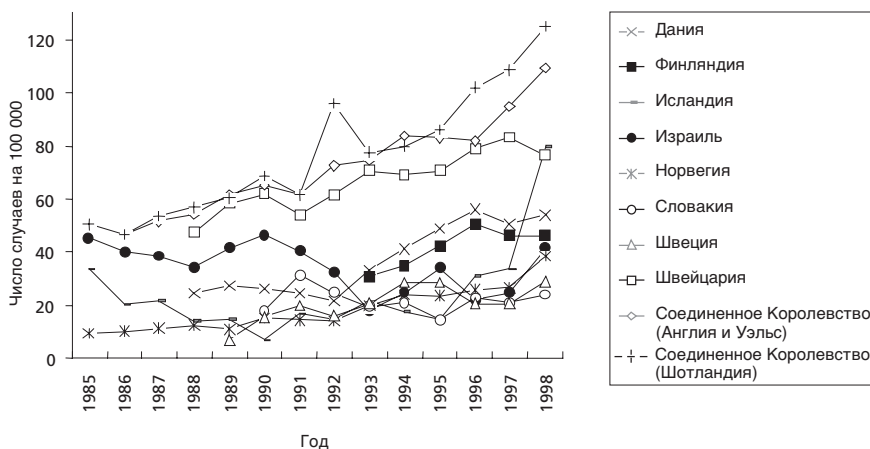 120
100
80
60
40
20
0
Число случаев на 100 000
1985
1986
1987
1988
1989
1990
1991
1992
1993
1994
1995
1996
1997
1998
Год
Дания
Финляндия
Исландия
Израиль
Норвегия
Словакия
Швеция
Швейцария
Соединенное Королевство
(Англия и Уэльс)
Соединенное Королевство
(Шотландия)